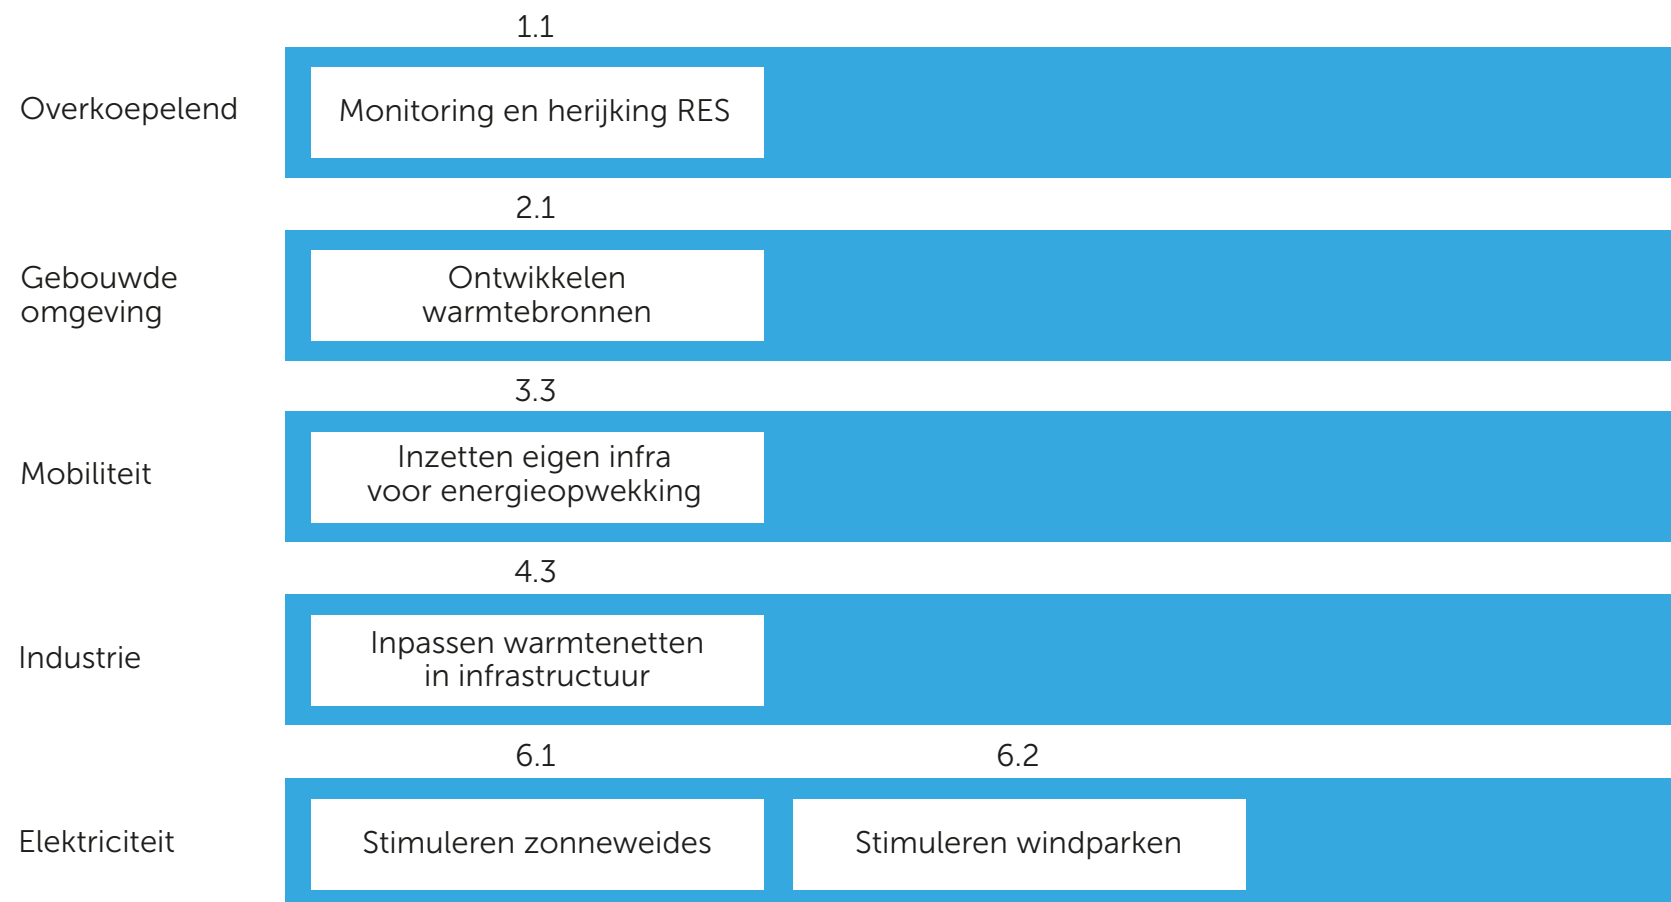 1.1
Overkoepelend
Monitoring en herijking RES
2.1
Gebouwde
omgeving
Ontwikkelen
warmtebronnen
3.3
Mobiliteit
Inzetten eigen infra
voor energieopwekking
4.3
Industrie
Inpassen warmtenetten
in infrastructuur
6.1
6.2
Elektriciteit
Stimuleren zonneweides
Stimuleren windparken